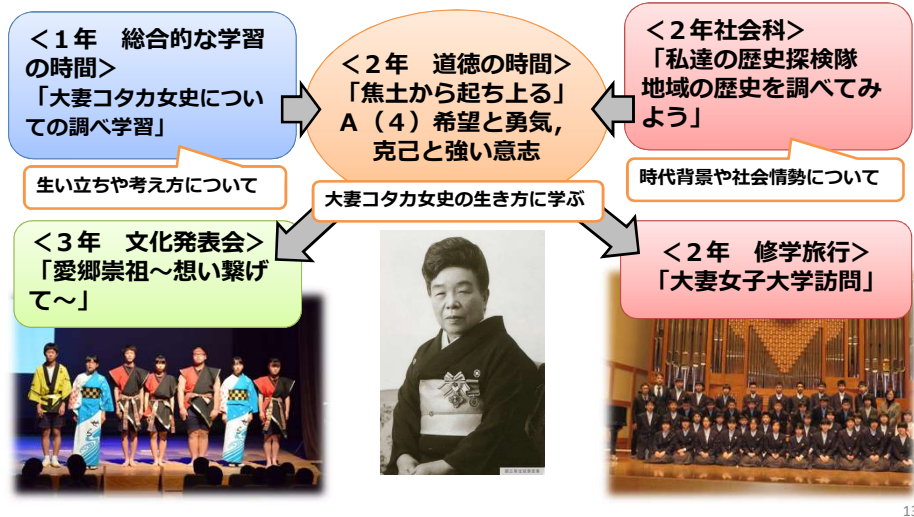 ＜１年　総合的な学習
の時間＞
「大妻コタカ女史につい
ての調べ学習」
生い立ちや考え方について
＜２年　道徳の時間＞
「焦土から起ち上る」
Ａ（４）希望と勇気，
克己と強い意志
大妻コタカ女史の生き方に学ぶ
＜２年社会科＞
「私達の歴史探検隊
地域の歴史を調べてみ
よう」
時代背景や社会情勢について
＜３年　文化発表会＞
「愛郷崇祖～想い繋げ
て～」
＜２年　修学旅行＞
「大妻女子大学訪問」
13